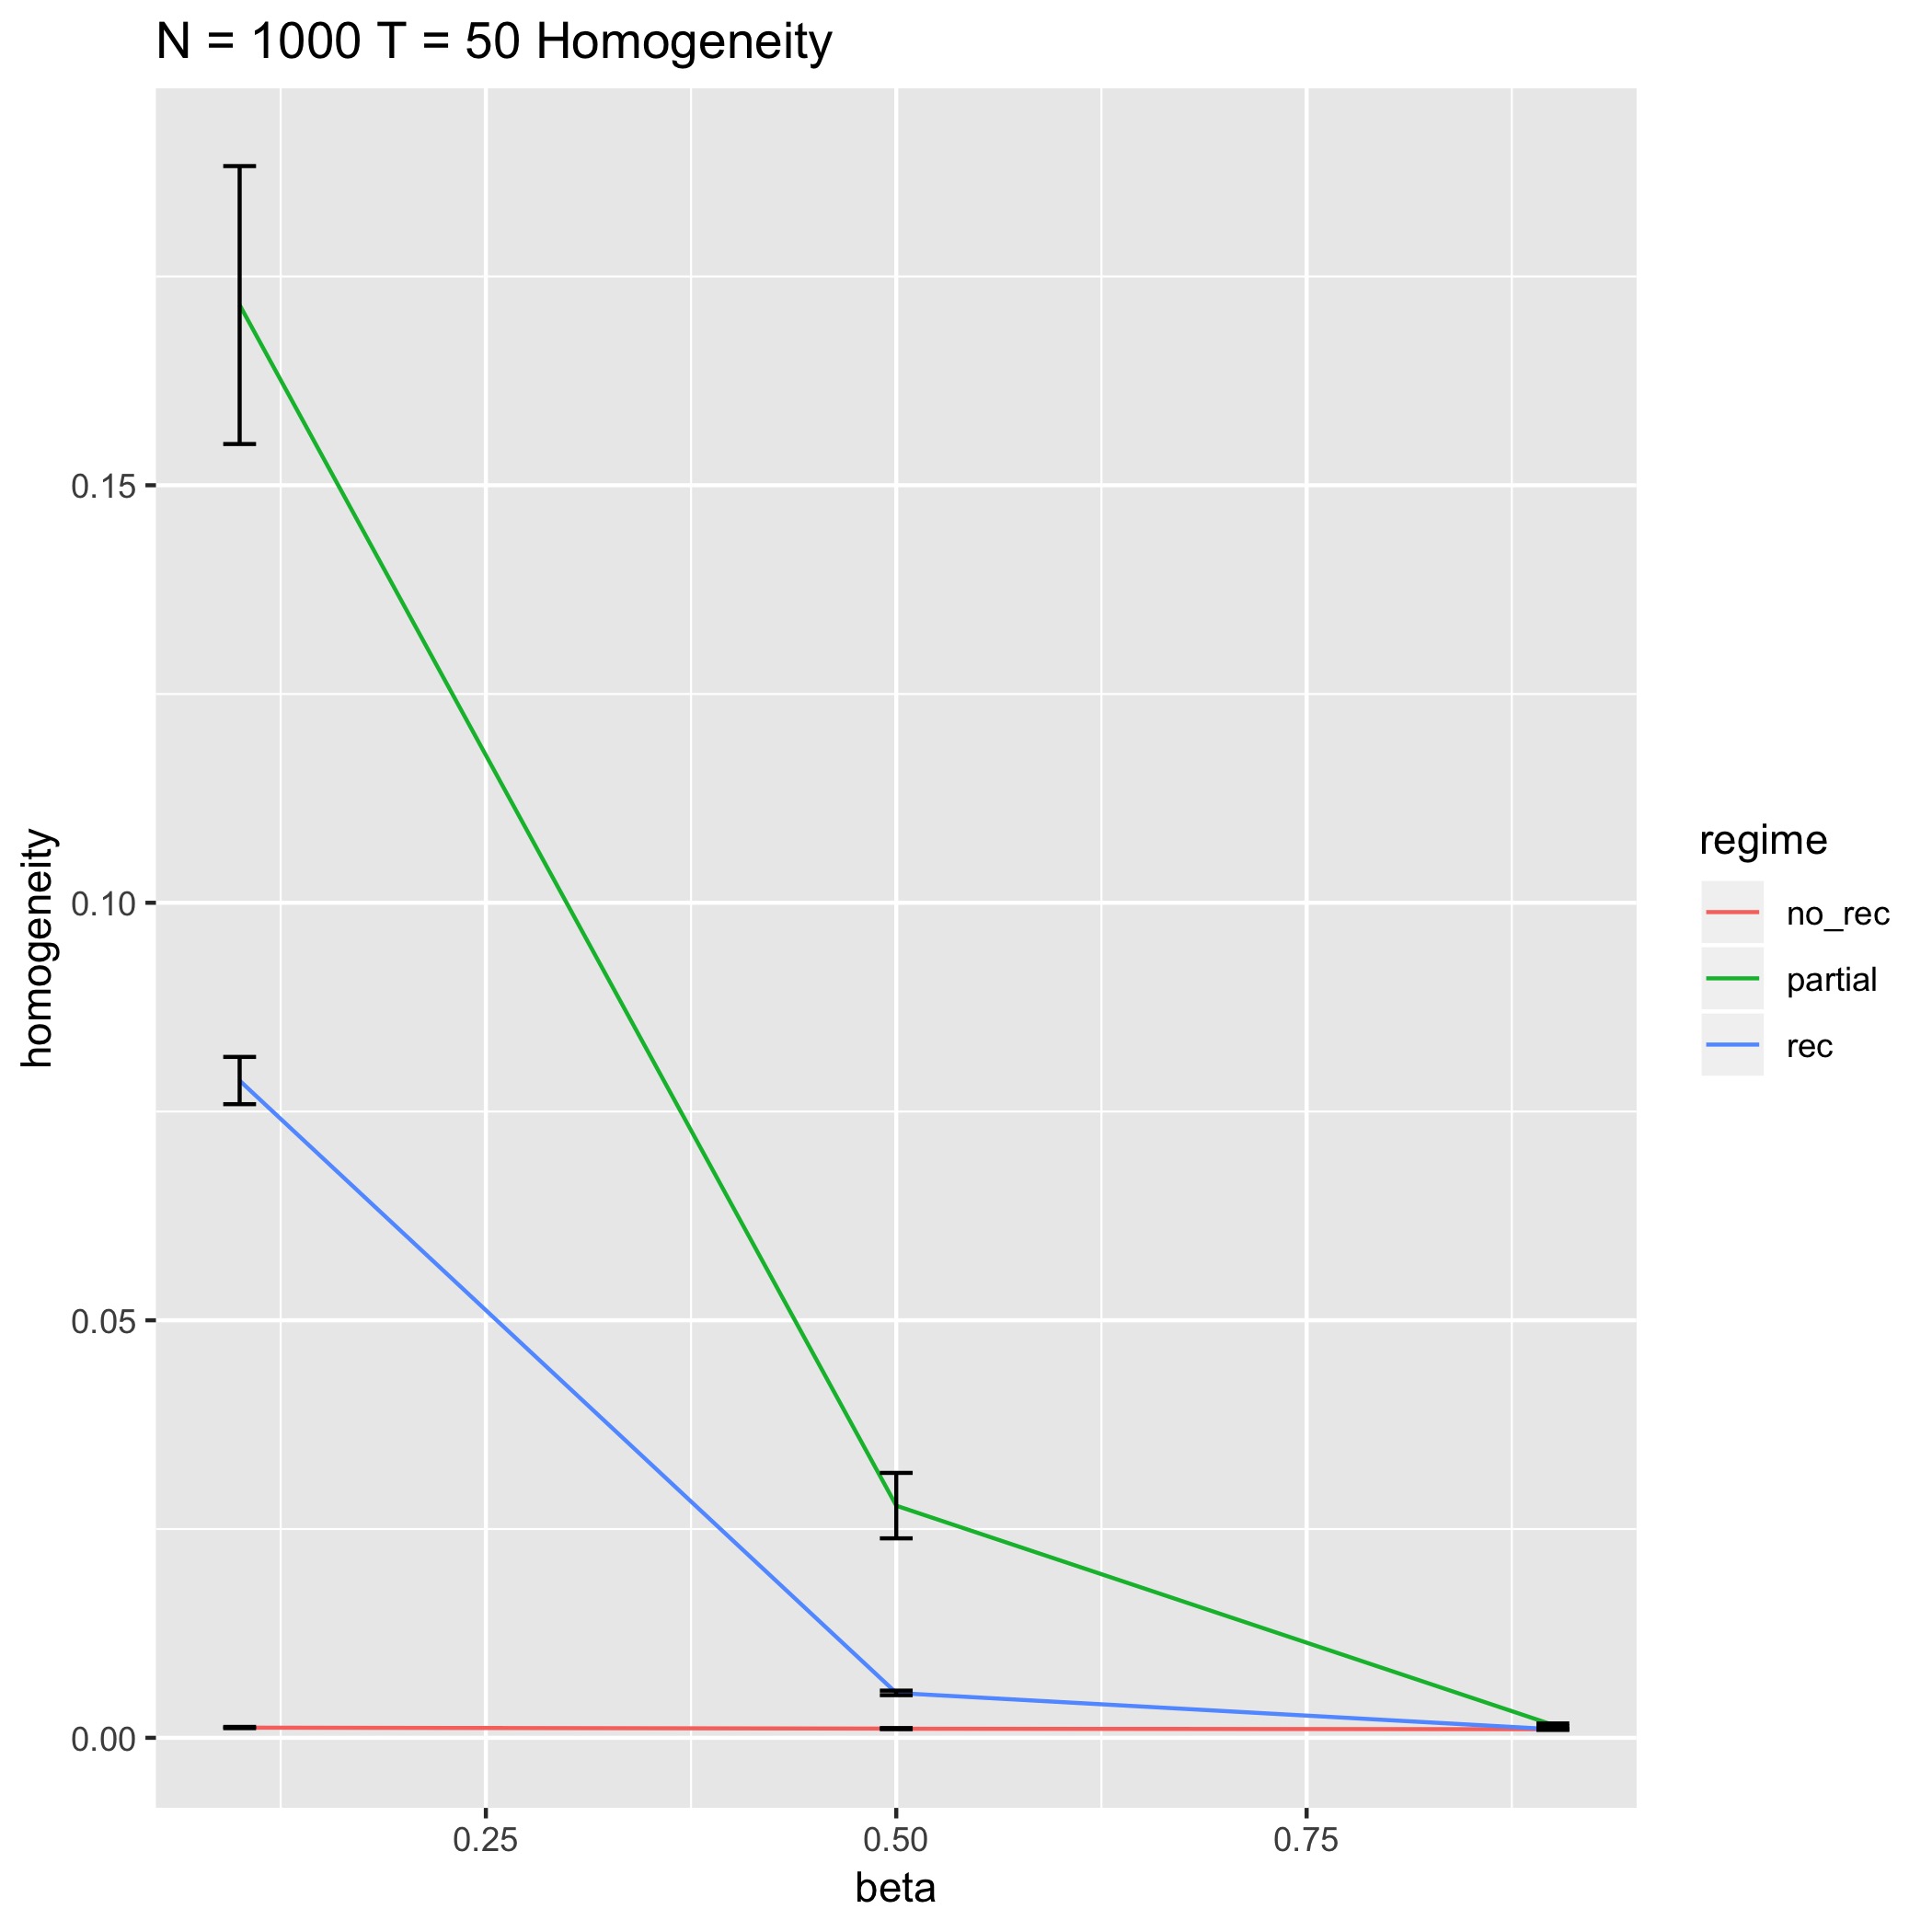 N = 1000 T = 50 Homogeneity
homogeneity
0.15
0.10
0.05
0.00
0.25
0.50
0.75
beta
regime
no_rec
partial
rec